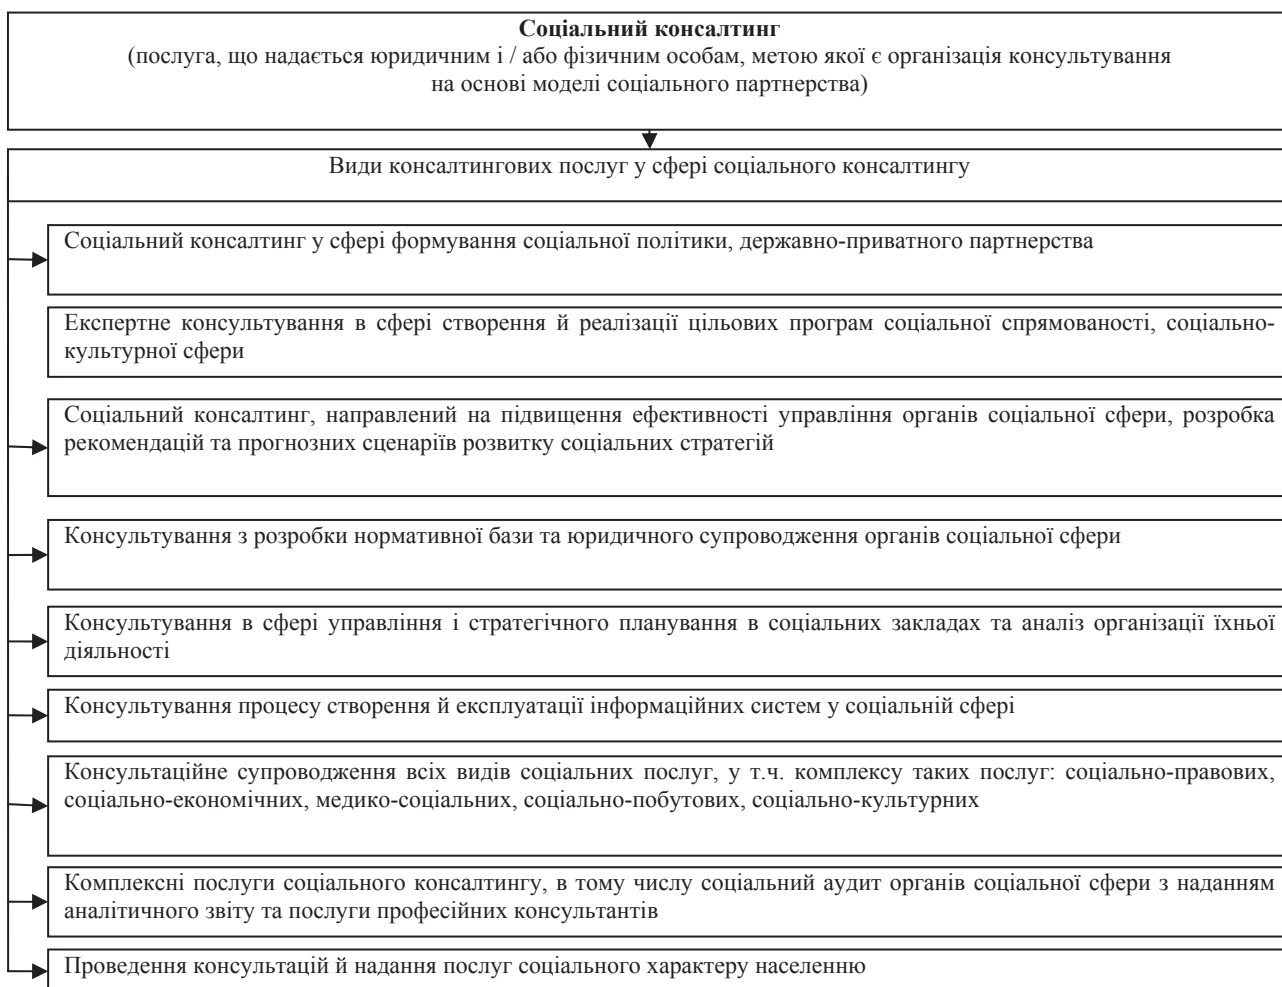 Соціальний консалтинг
(послуга, що надається юридичним і / або фізичним особам, метою якої є організація консультування
на основі моделі соціального партнерства)
Види консалтингових послуг у сфері соціального консалтингу
Соціальний консалтинг у сфері формування соціальної політики, державно-приватного партнерства
Експертне консультування в сфері створення й реалізації цільових програм соціальної спрямованості, соціально-
культурної сфери
Соціальний консалтинг, направлений на підвищення ефективності управління органів соціальної сфери, розробка
рекомендацій та прогнозних сценаріїв розвитку соціальних стратегій
Консультування з розробки нормативної бази та юридичного супроводження органів соціальної сфери
Консультування в сфері управління і стратегічного планування в соціальних закладах та аналіз організації їхньої
діяльності
Консультування процесу створення й експлуатації інформаційних систем у соціальній сфері
Консультаційне супроводження всіх видів соціальних послуг, у т.ч. комплексу таких послуг: соціально-правових,
соціально-економічних, медико-соціальних, соціально-побутових, соціально-культурних
Комплексні послуги соціального консалтингу, в тому числу соціальний аудит органів соціальної сфери з наданням
аналітичного звіту та послуги професійних консультантів
Проведення консультацій й надання послуг соціального характеру населенню